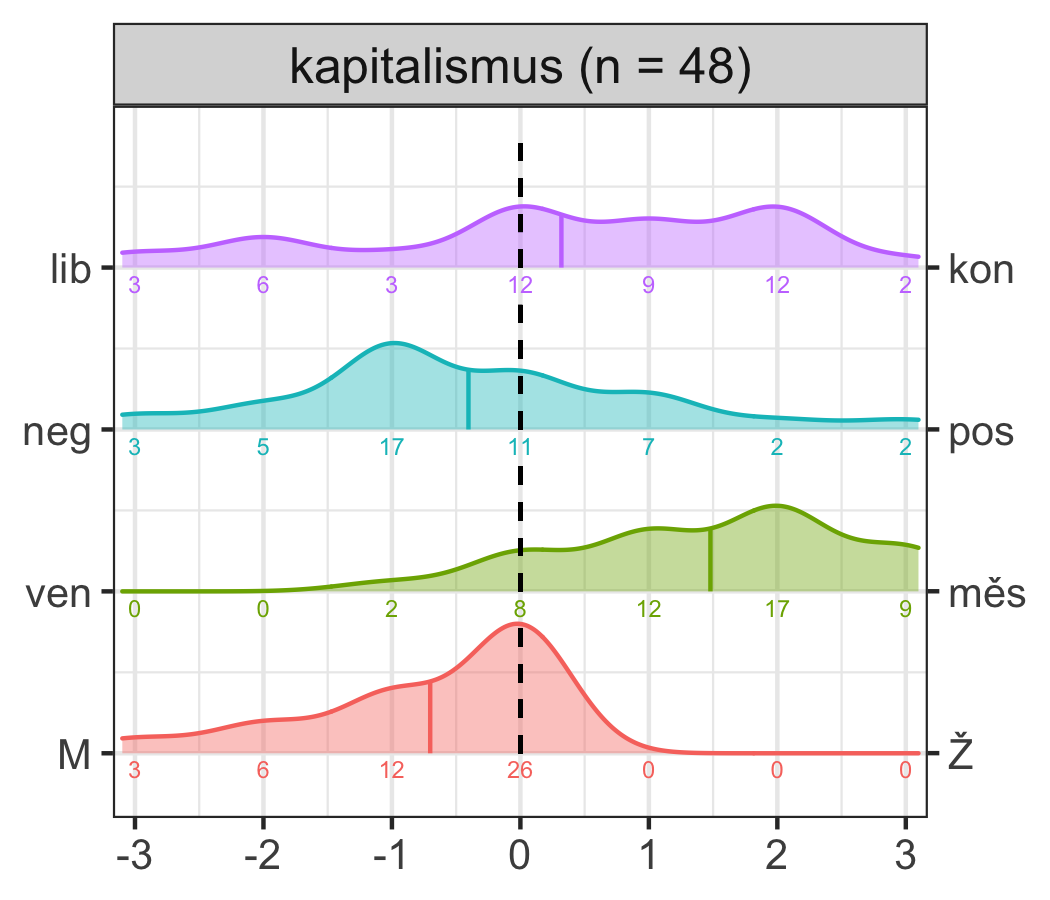 kapitalismus (n = 48)
lib kon
3 6 3 12 9 12 2
neg pos
3 5 17 11 7 2 2
ven měs
0 0 2 8 12 17 9
M Ž
3 6 12 26 0 0 0
-3 -2 -1 0 1 2 3